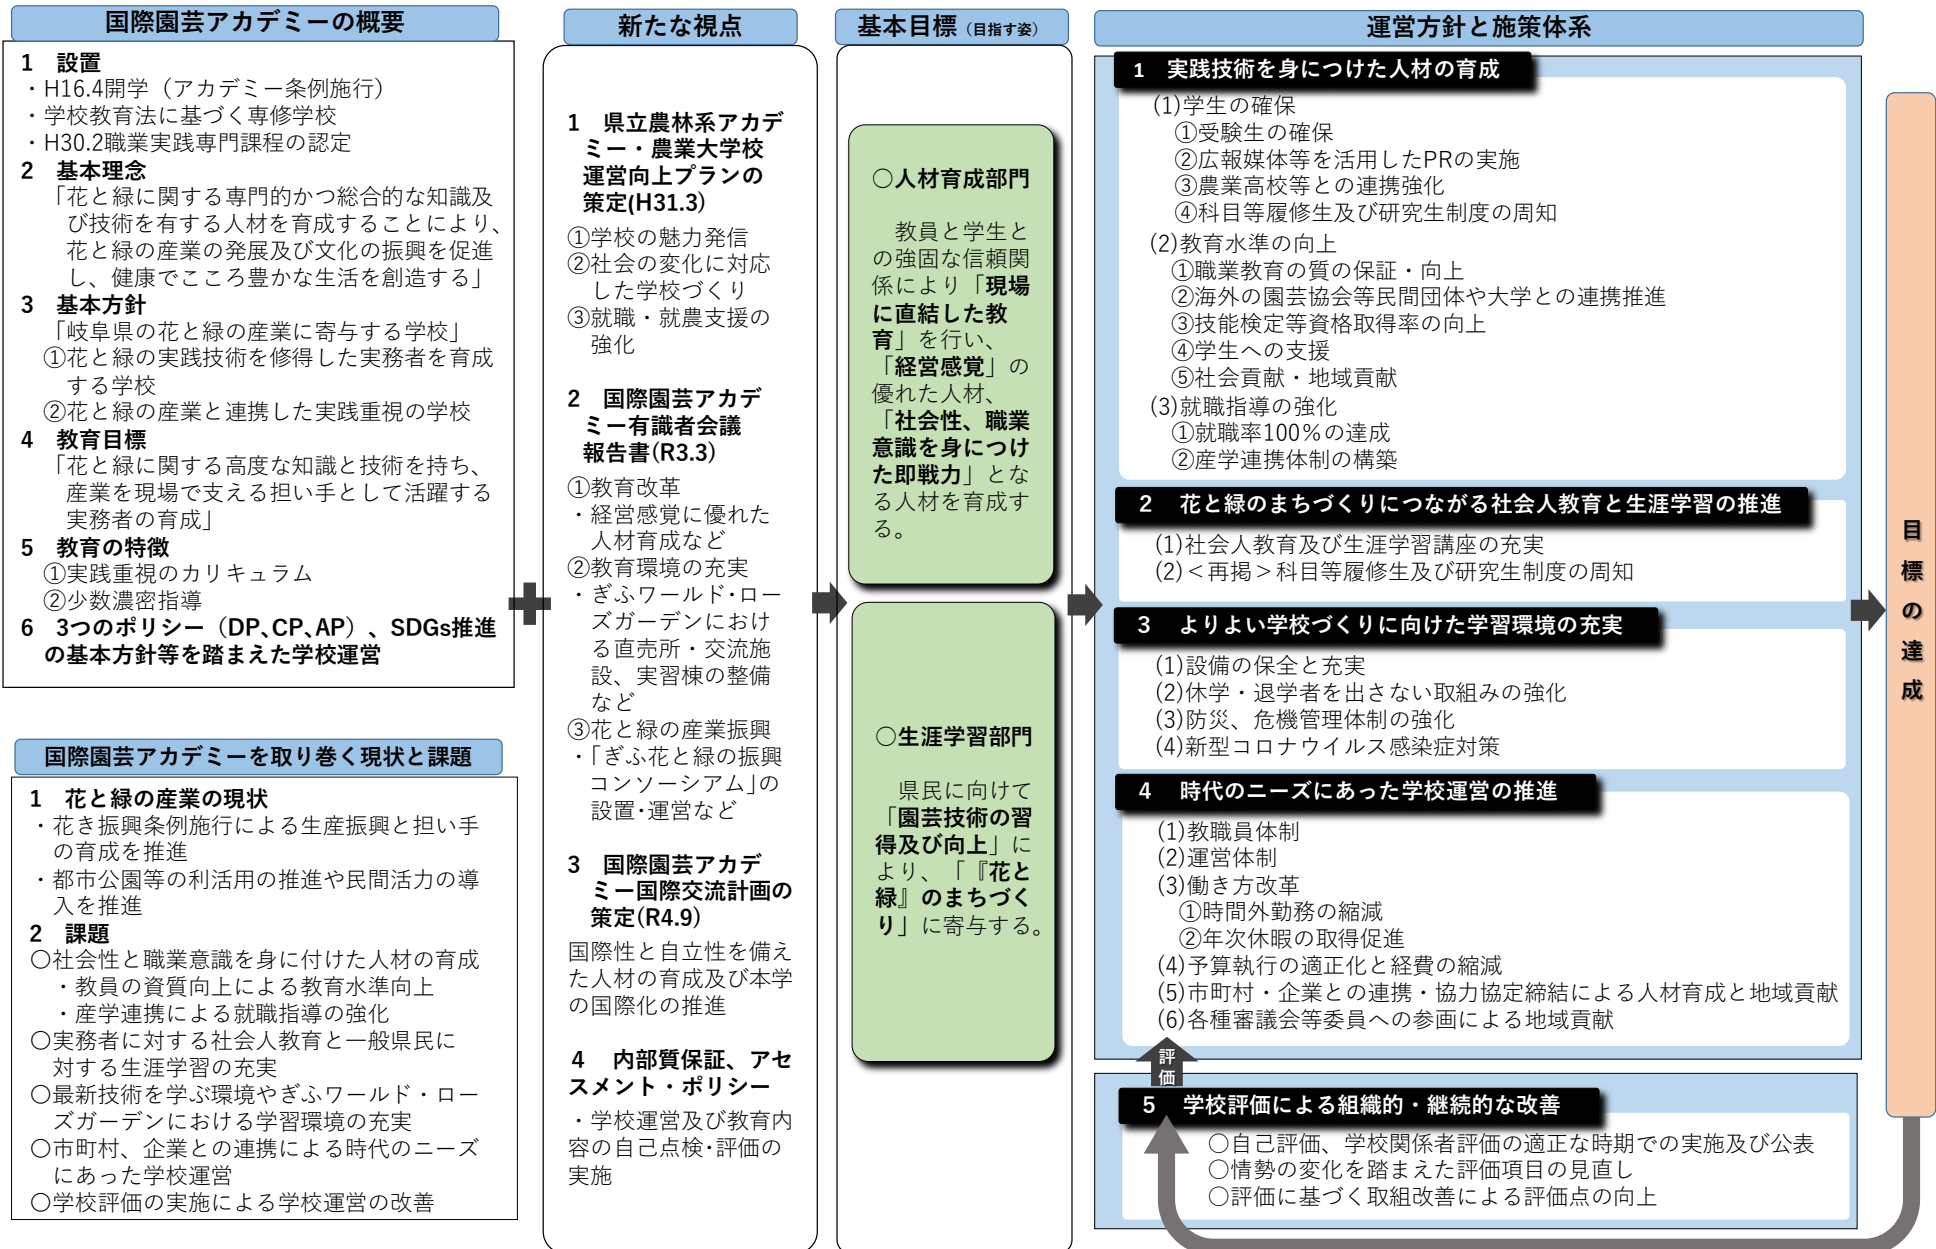 国際園芸アカデミーの概要
1 設置
・H16.4開学（アカデミー条例施行）
・学校教育法に基づく専修学校
・H30.2職業実践専門課程の認定
2 基本理念
「花と緑に関する専門的かつ総合的な知識及
び技術を有する人材を育成することにより、
花と緑の産業の発展及び文化の振興を促進
し、健康でこころ豊かな生活を創造する」
3 基本方針
「岐阜県の花と緑の産業に寄与する学校」
①花と緑の実践技術を修得した実務者を育成
する学校
②花と緑の産業と連携した実践重視の学校
4 教育目標
「花と緑に関する高度な知識と技術を持ち、
産業を現場で支える担い手として活躍する
実務者の育成」
5 教育の特徴
①実践重視のカリキュラム
②少数濃密指導
6 3つのポリシー（DP､CP､AP）、SDGs推進
の基本方針等を踏まえた学校運営
国際園芸アカデミーを取り巻く現状と課題
1 花と緑の産業の現状
・花き振興条例施行による生産振興と担い手
の育成を推進
・都市公園等の利活用の推進や民間活力の導
入を推進
2 課題
○社会性と職業意識を身に付けた人材の育成
・教員の資質向上による教育水準向上
・産学連携による就職指導の強化
○実務者に対する社会人教育と一般県民に
対する生涯学習の充実
○最新技術を学ぶ環境やぎふワールド・ロー
ズガーデンにおける学習環境の充実
○市町村、企業との連携による時代のニーズ
にあった学校運営
○学校評価の実施による学校運営の改善
新たな視点
1 県立農林系アカデ
ミー・農業大学校
運営向上プランの
策定(H31.3)
①学校の魅力発信
②社会の変化に対応
した学校づくり
③就職・就農支援の
強化
2 国際園芸アカデ
ミー有識者会議
報告書(R3.3)
①教育改革
・経営感覚に優れた
人材育成など
②教育環境の充実
・ぎふワールド･ロー
ズガーデンにおけ
る直売所・交流施
設、実習棟の整備
など
③花と緑の産業振興
・｢ぎふ花と緑の振興
コンソーシアム｣の
設置･運営など
3 国際園芸アカデ
ミー国際交流計画の
策定(R4.9)
国際性と自立性を備え
た人材の育成及び本学
の国際化の推進
4 内部質保証、アセ
スメント・ポリシー
・学校運営及び教育内
容の自己点検･評価の
実施
基本目標（目指す姿）
○人材育成部門
教員と学生と
の強固な信頼関
係により「現場
に直結した教
育」を行い、
「経営感覚」の
優れた人材、
「社会性、職業
意識を身につけ
た即戦力」とな
る人材を育成す
る。
○生涯学習部門
県民に向けて
「園芸技術の習
得及び向上」に
より、「『花と
緑』のまちづく
り」に寄与する。
運営方針と施策体系
1 実践技術を身につけた人材の育成
(1)学生の確保
①受験生の確保
②広報媒体等を活用したPRの実施
③農業高校等との連携強化
④科目等履修生及び研究生制度の周知
(2)教育水準の向上
①職業教育の質の保証・向上
②海外の園芸協会等民間団体や大学との連携推進
③技能検定等資格取得率の向上
④学生への支援
⑤社会貢献・地域貢献
(3)就職指導の強化
①就職率100％の達成
②産学連携体制の構築
2 花と緑のまちづくりにつながる社会人教育と生涯学習の推進
(1)社会人教育及び生涯学習講座の充実
(2)＜再掲＞科目等履修生及び研究生制度の周知
3 よりよい学校づくりに向けた学習環境の充実
(1)設備の保全と充実
(2)休学・退学者を出さない取組みの強化
(3)防災、危機管理体制の強化
(4)新型コロナウイルス感染症対策
4 時代のニーズにあった学校運営の推進
(1)教職員体制
(2)運営体制
(3)働き方改革
①時間外勤務の縮減
②年次休暇の取得促進
(4)予算執行の適正化と経費の縮減
(5)市町村・企業との連携・協力協定締結による人材育成と地域貢献
(6)各種審議会等委員への参画による地域貢献
評価
5 学校評価による組織的・継続的な改善
○自己評価、学校関係者評価の適正な時期での実施及び公表
○情勢の変化を踏まえた評価項目の見直し
○評価に基づく取組改善による評価点の向上
目標の達成